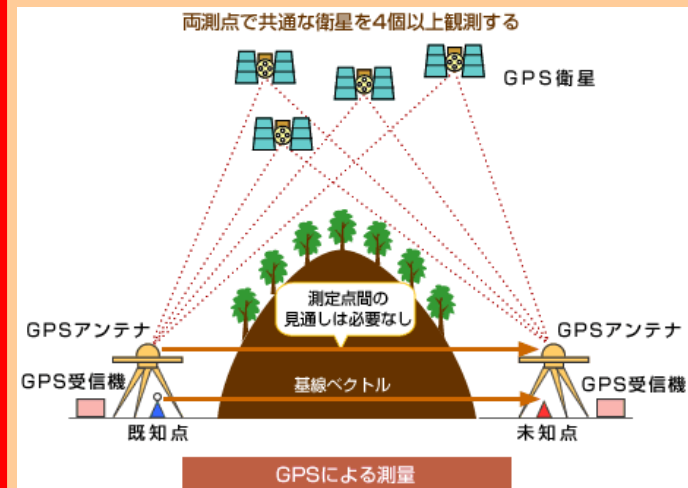 両測点で共通な衛星を4個以上観測する
GPS衛星
測定点間の
見通しは必要なし
GPSアンテナ
GPSアンテナ
GPS受信機
基線ベクトル
GPS受信機
既知点
未知点
GPSによる測量